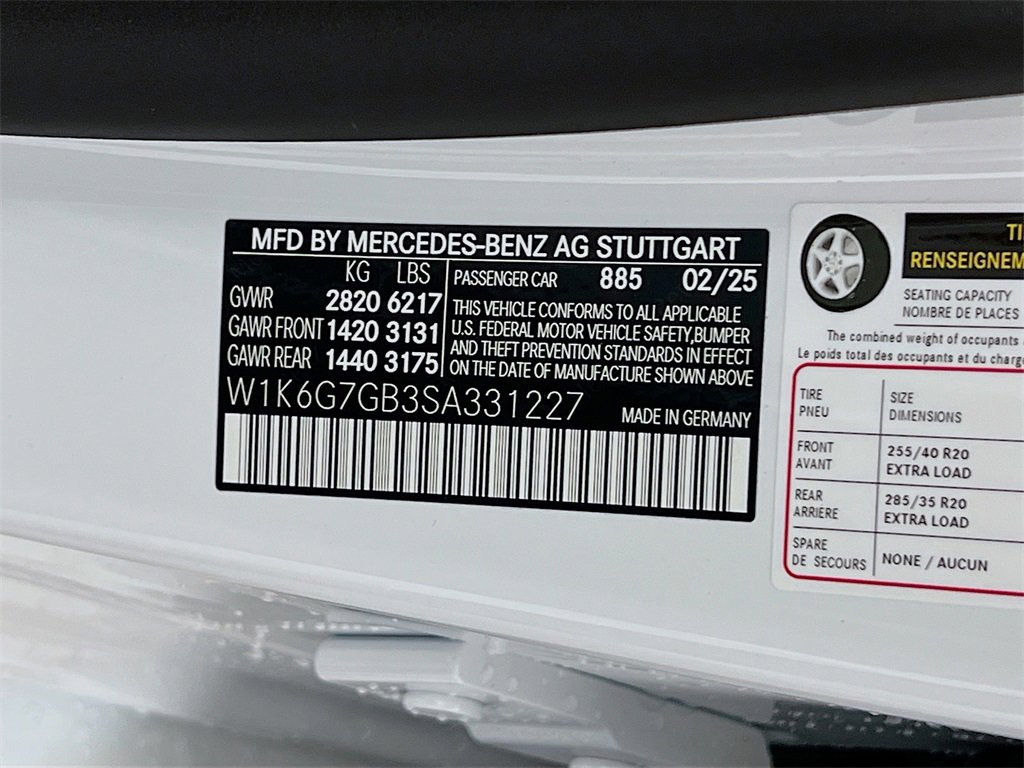 MFD BY MERCEDES-BENZ AG STUTTGART
KG LBS
GVWR 2820 6217
GAWR FRONT 1420 3131
GAWR REAR 1440 3175
PASSENGER CAR 885 02/25
THIS VEHICLE CONFORMS TO ALL APPLICABLE
U.S. FEDERAL MOTOR VEHICLE SAFETY,BUMPER
AND THEFT PREVENTION STANDARDS IN EFFECT
ON THE DATE OF MANUFACTURE SHOWN ABOVE
W1K6G7GB3SA331227
MADE IN GERMANY
TI
RENSEIGNEM
SEATING CAPACITY
NOMBRE DE PLACES
The combined weight of occupants
Le poids total des occupants et du charg
TIRE SIZE
PNEU DIMENSIONS
FRONT 255/40 R20
AVANT EXTRA LOAD
REAR 285/35 R20
ARRIERE EXTRA LOAD
SPARE
DE SECOURS NONE / AUCUN